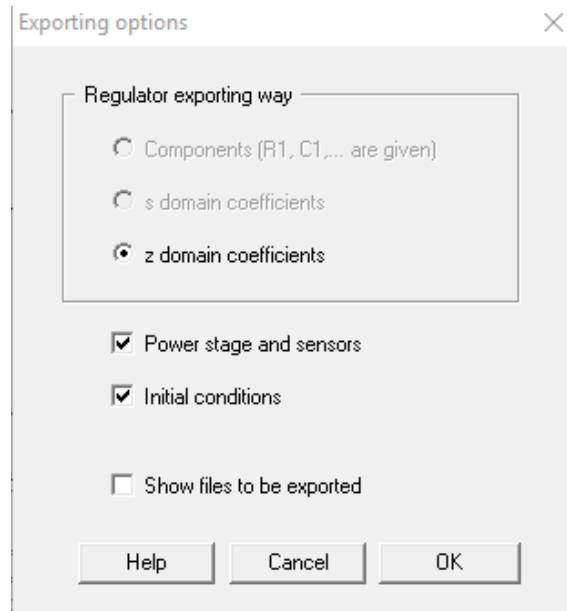 Exporting options
Regulator exporting way
Components (R1, C1,... are given)
s domain coefficients
z domain coefficients
Power stage and sensors
Initial conditions
Show files to be exported
Help
Cancel
OK